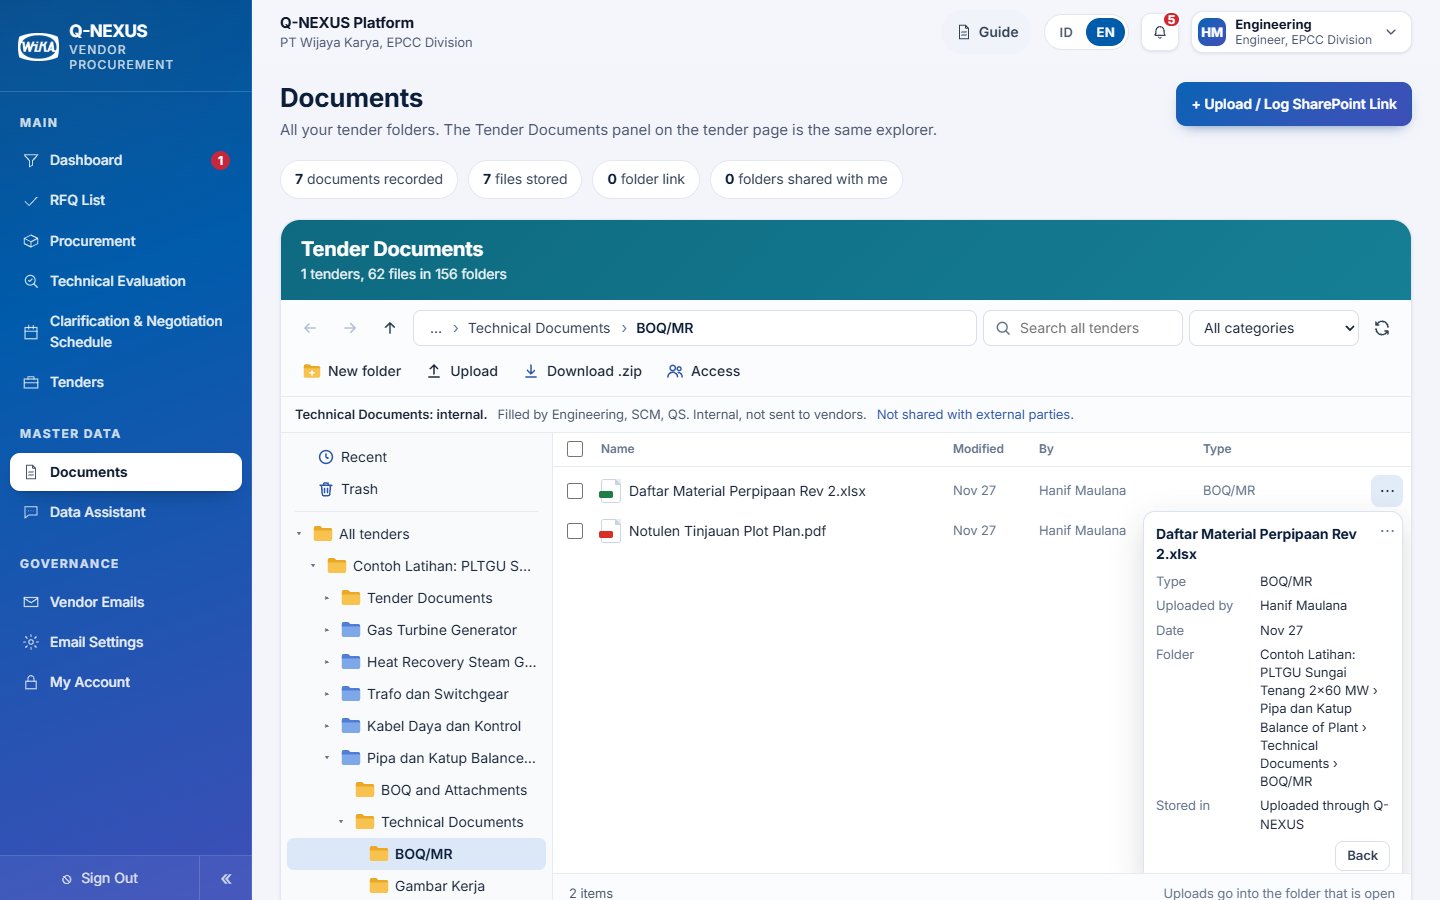 WIKA
Q-NEXUS
VENDOR
PROCUREMENT
MAIN
Dashboard
1
RFQ List
Procurement
Technical Evaluation
Clarification & Negotiation
Schedule
Tenders
MASTER DATA
Documents
Data Assistant
GOVERNANCE
Vendor Emails
Email Settings
My Account
Sign Out
«
Q-NEXUS Platform
PT Wijaya Karya, EPCC Division
Guide
ID EN
5
HM
Engineering
Engineer, EPCC Division
Documents
All your tender folders. The Tender Documents panel on the tender page is the same explorer.
+ Upload / Log SharePoint Link
7 documents recorded
7 files stored
0 folder link
0 folders shared with me
Tender Documents
1 tenders, 62 files in 156 folders
... › Technical Documents › BOQ/MR
Search all tenders
All categories
New folder
Upload
Download .zip
Access
Technical Documents: internal. Filled by Engineering, SCM, QS. Internal, not sent to vendors. Not shared with external parties.
Recent
Trash
All tenders
Contoh Latihan: PLTGU S...
Tender Documents
Gas Turbine Generator
Heat Recovery Steam G...
Trafo dan Switchgear
Kabel Daya dan Kontrol
Pipa dan Katup Balance...
BOQ and Attachments
Technical Documents
BOQ/MR
Gambar Kerja
Name Modified By Type
Daftar Material Perpipaan Rev 2.xlsx Nov 27 Hanif Maulana BOQ/MR ...
Notulen Tinjauan Plot Plan.pdf Nov 27 Hanif Maulana ...
Daftar Material Perpipaan Rev
2.xlsx
Type BOQ/MR
Uploaded by Hanif Maulana
Date Nov 27
Folder Contoh Latihan:
PLTGU Sungai
Tenang 2×60 MW ›
Pipa dan Katup
Balance of Plant ›
Technical
Documents ›
BOQ/MR
Stored in Uploaded through Q-
NEXUS
Back
2 items
Uploads go into the folder that is open